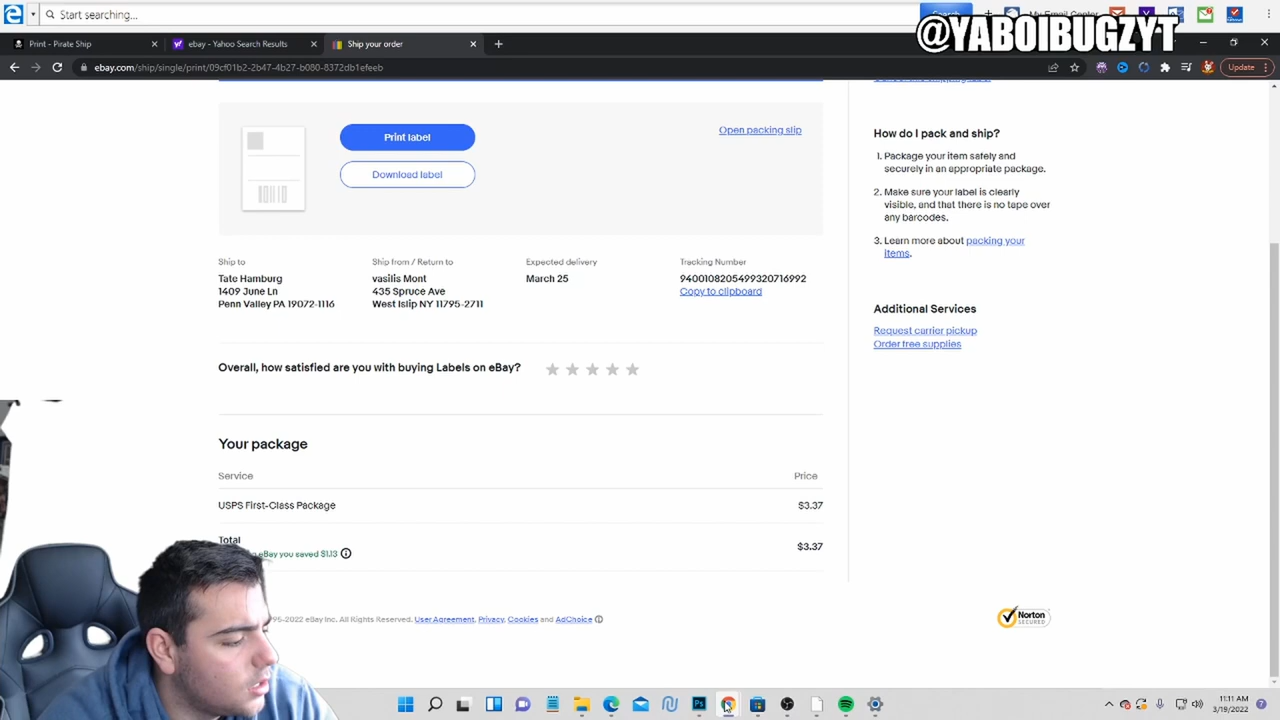 Start searching...
Search
My Email Center
@YABOIBUGZYT
Print - Pirate Ship
ebay - Yahoo Search Results
Ship your order
ebay.com/ship/single/print/09cf01b2-2b47-4b27-b080-8372db1efeeb
Update
Print label
Download label
Open packing slip
How do I pack and ship?
1. Package your item safely and
securely in an appropriate package.
2. Make sure your label is clearly
visible, and that there is no tape over
any barcodes.
3. Learn more about packing your
items.
Ship to
Tate Hamburg
1409 June Ln
Penn Valley PA 19072-1116
Ship from / Return to
vasilis Mont
435 Spruce Ave
West Islip NY 11795-2711
Expected delivery
March 25
Tracking Number
9400108205499320716992
Copy to clipboard
Additional Services
Request carrier pickup
Order free supplies
Overall, how satisfied are you with buying Labels on eBay?
Your package
Service
Price
USPS First-Class Package
$3.37
Total
$3.37
eBay you saved $1.13
2022 eBay Inc. All Rights Reserved. User Agreement, Privacy, Cookies and AdChoice
Norton
SECURED
11:11 AM
3/19/2022